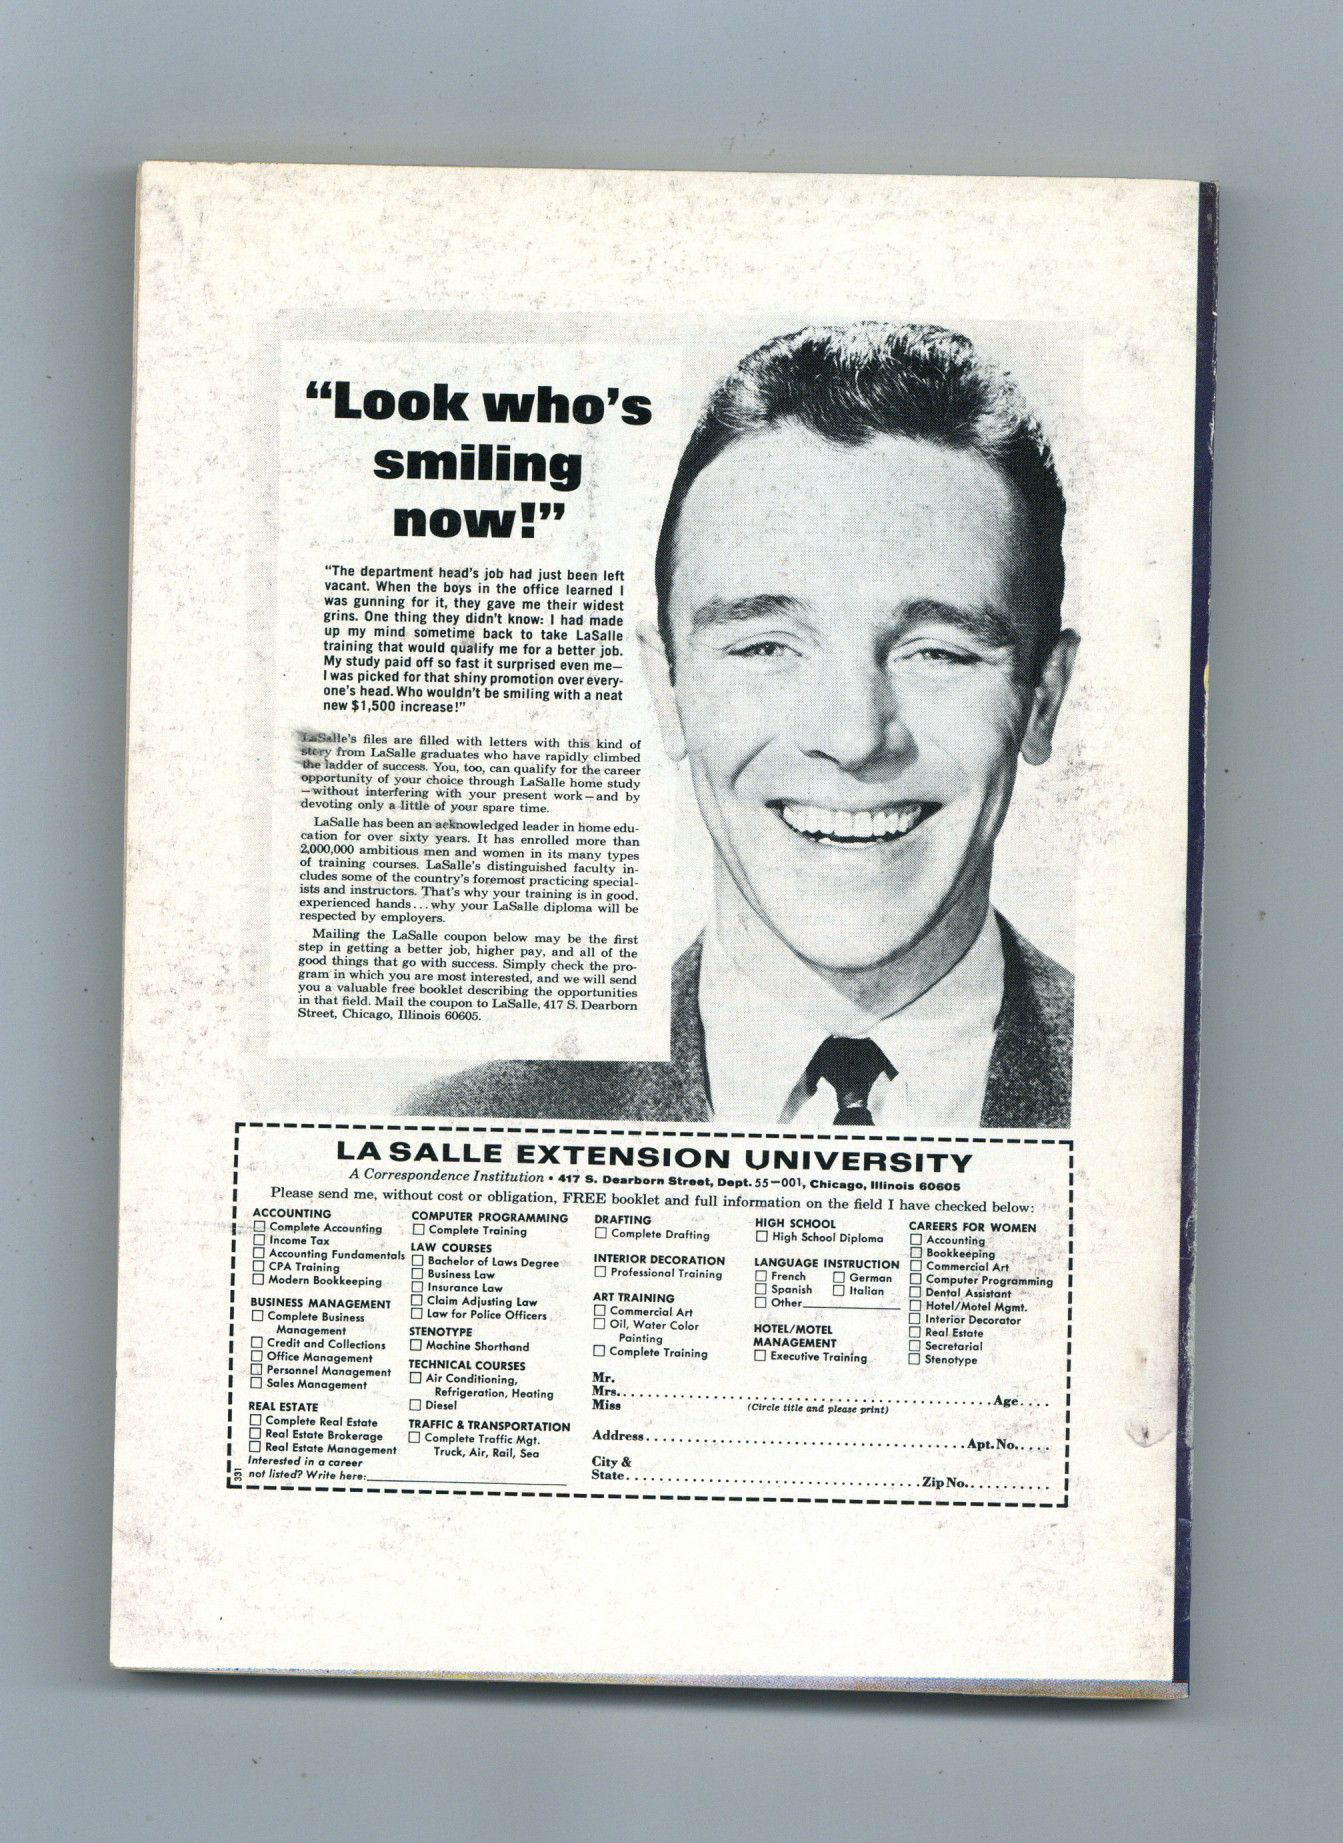 “Look who’s
smiling
now!”
“The department head’s job had just been left
vacant. When the boys in the office learned I
was gunning for it, they gave me their widest
grins. One thing they didn’t know: I had made
up my mind sometime back to take LaSalle
training that would qualify me for a better job.
My study paid off so fast it surprised even me—
I was picked for that shiny promotion over every-
one’s head. Who wouldn’t be smiling with a neat
new $1,500 increase!”
LaSalle’s files are filled with letters with this kind of
story from LaSalle graduates who have rapidly climbed
the ladder of success. You, too, can qualify for the career
opportunity of your choice through LaSalle home study
—without interfering with your present work—and by
devoting only a little of your spare time.
LaSalle has been an acknowledged leader in home edu-
cation for over sixty years. It has enrolled more than
2,000,000 ambitious men and women in its many types
of training courses. LaSalle’s distinguished faculty in-
cludes some of the country’s foremost practicing special-
ists and instructors. That’s why your training is in good,
experienced hands...why your LaSalle diploma will be
respected by employers.
Mailing the LaSalle coupon below may be the first
step in getting a better job, higher pay, and all of the
good things that go with success. Simply check the pro-
gram in which you are most interested, and we will send
you a valuable free booklet describing the opportunities
in that field. Mail the coupon to LaSalle, 417 S. Dearborn
Street, Chicago, Illinois 60605.
LA SALLE EXTENSION UNIVERSITY
A Correspondence Institution • 417 S. Dearborn Street, Dept. 55-001, Chicago, Illinois 60605
Please send me, without cost or obligation, FREE booklet and full information on the field I have checked below:
ACCOUNTING
Complete Accounting
Income Tax
Accounting Fundamentals
CPA Training
Modern Bookkeeping
BUSINESS MANAGEMENT
Complete Business
Management
Credit and Collections
Office Management
Personnel Management
Sales Management
REAL ESTATE
Complete Real Estate
Real Estate Brokerage
Real Estate Management
Interested in a career
not listed? Write here:
331
COMPUTER PROGRAMMING
Complete Training
LAW COURSES
Bachelor of Laws Degree
Business Law
Insurance Law
Claim Adjusting Law
Law for Police Officers
STENOTYPE
Machine Shorthand
TECHNICAL COURSES
Air Conditioning,
Refrigeration, Heating
Diesel
TRAFFIC & TRANSPORTATION
Complete Traffic Mgt.
Truck, Air, Rail, Sea
DRAFTING
Complete Drafting
INTERIOR DECORATION
Professional Training
ART TRAINING
Commercial Art
Oil, Water Color
Painting
Complete Training
HIGH SCHOOL
High School Diploma
LANGUAGE INSTRUCTION
French German
Spanish Italian
Other
HOTEL/MOTEL
MANAGEMENT
Executive Training
CAREERS FOR WOMEN
Accounting
Bookkeeping
Commercial Art
Computer Programming
Dental Assistant
Hotel/Motel Mgmt.
Interior Decorator
Real Estate
Secretarial
Stenotype
Mr.
Mrs. Age
Miss (Circle title and please print)
Address Apt. No.
City &
State Zip No.